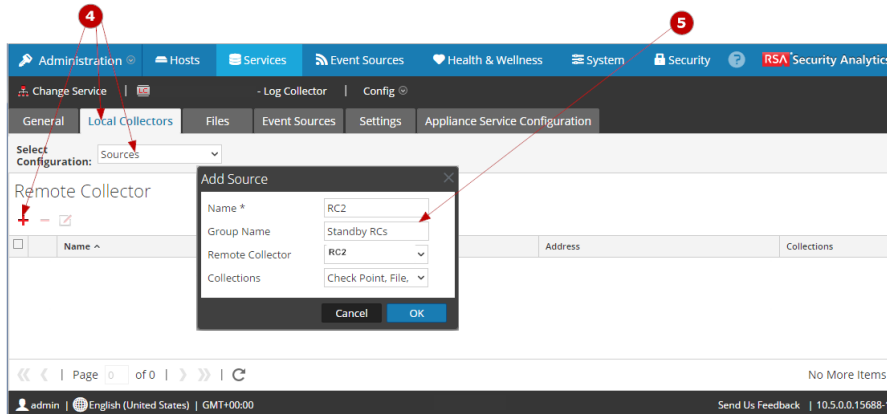 4
5
Administration Hosts Services Event Sources Health & Wellness System Security ? RSA Security Analytics
Change Service | LC - Log Collector | Config
General Local Collectors Files Event Sources Settings Appliance Service Configuration
Select Configuration: Sources
Remote Collector
Name Address Collections
Add Source
Name * RC2
Group Name Standby RCs
Remote Collector RC2
Collections Check Point, File,
Cancel OK
Page 0 of 0 No More Items
admin | English (United States) | GMT+00:00 Send Us Feedback | 10.5.0.0.15688-1